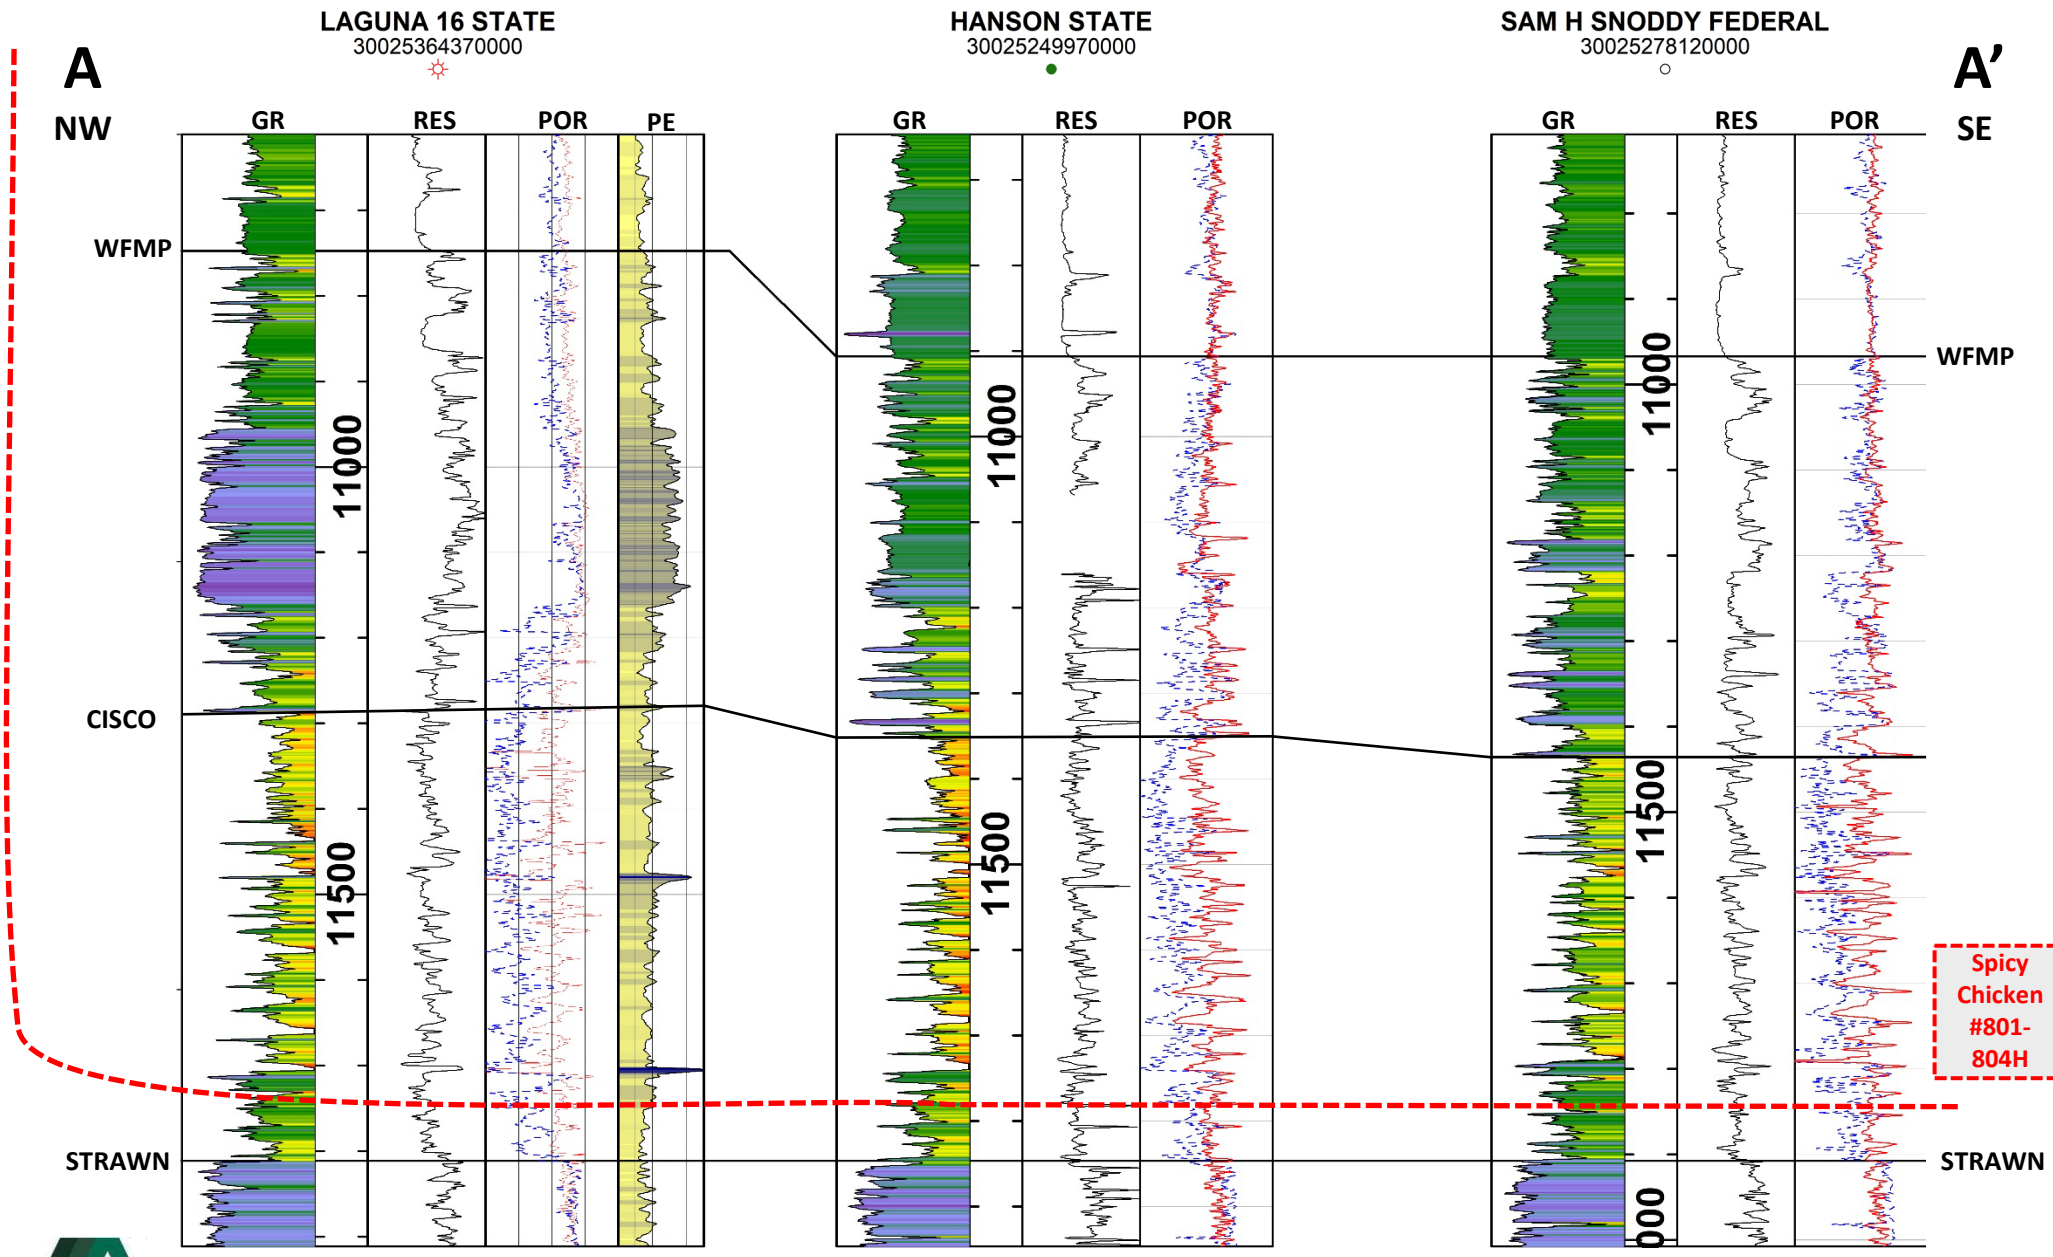 LAGUNA 16 STATE
30025364370000
HANSON STATE
30025249970000
SAM H SNODDY FEDERAL
30025278120000
A
A’
NW
SE
GR RES POR PE
GR RES POR
GR RES POR
WFMP
WFMP
CISCO
STRAWN
STRAWN
11000
11500
11000
11500
11000
11500
000
Spicy
Chicken
#801-
804H